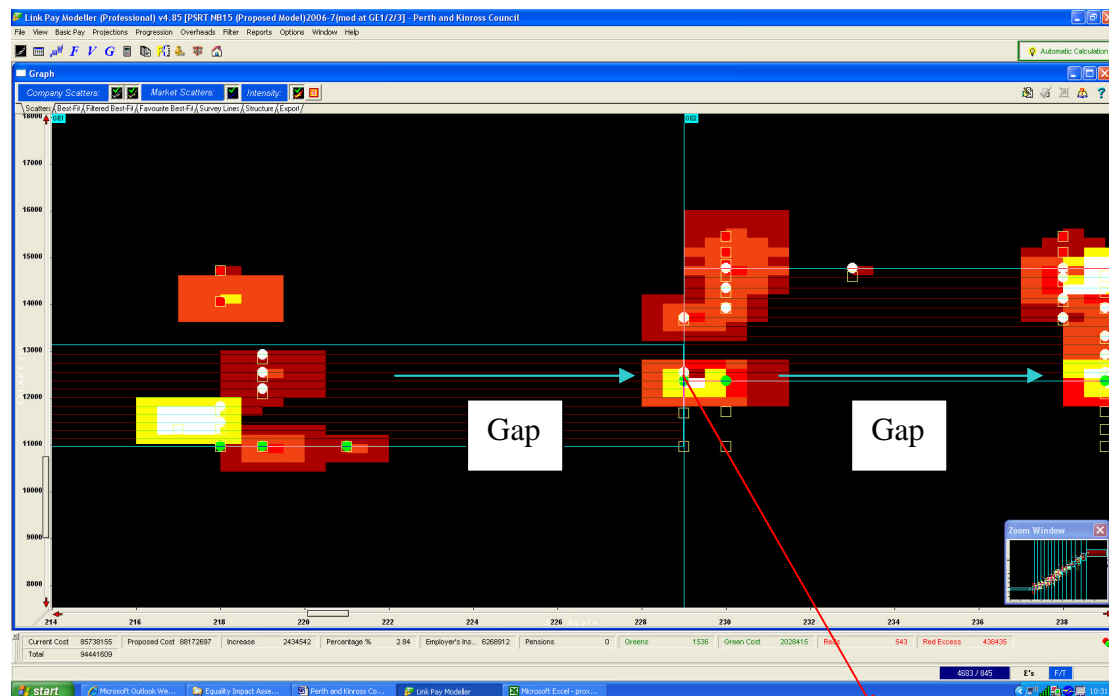 Link Pay Modeller (Professional) v4.85 [PSRT NB15 (Proposed Model)2006-7(mod at GE1/2/3] - Perth and Kinross Council
File View Basic Pay Projections Progression Overheads Filter Reports Options Window Help
F V G
Automatic Calculation
Graph
Company Scatters: Market Scatters: Intensity:
Scatters Best-Fit Filtered Best-Fit Favourite Best-Fit Survey Lines Structure Export
GE1 GE2
18000
17000
16000
15000
14000
13000
12000
11000
10000
9000
8000
Gap Gap
Zoom Window
214 216 218 220 222 224 226 228 230 232 234 236 238
Current Cost 85738155 Proposed Cost 88172697 Increase 2434542 Percentage % 2.84 Employer's Ins.. 6268912 Pensions 0 Greens 1536 Green Cost 2028415 Reds 543 Red Excess 438435
Total 94441609
4683 / 845 £'s F/T
start Microsoft Outlook We... Equality Impact Asse... Perth and Kinross Co... Link Pay Modeller Microsoft Excel - prox... 10:31